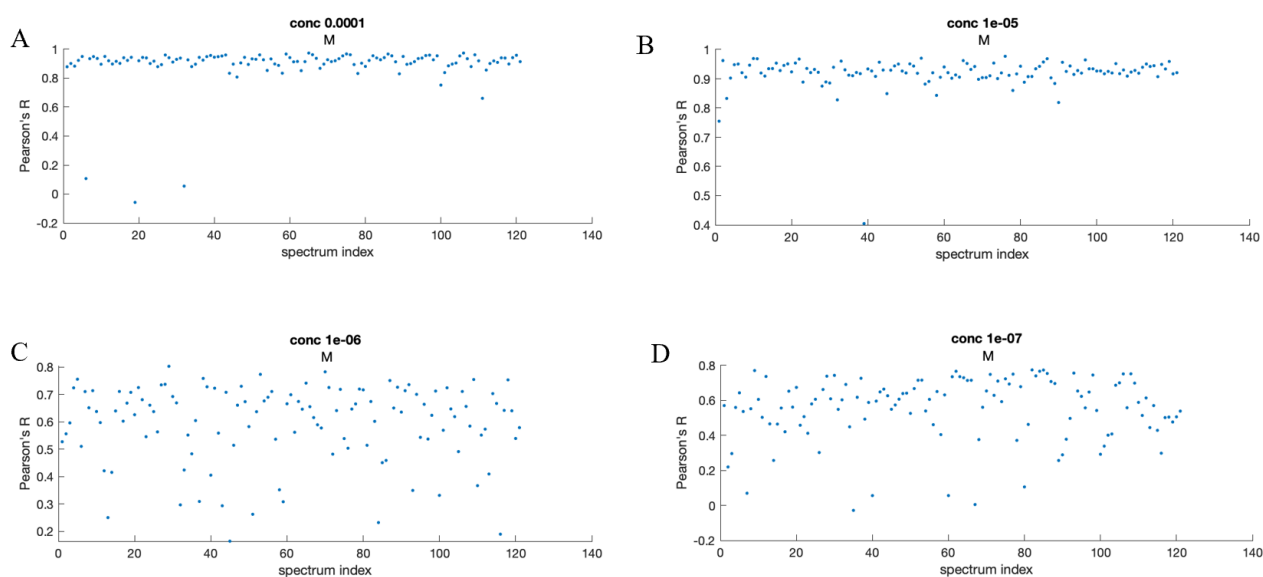 A
conc 0.0001
M
Pearson's R
1
0.8
0.6
0.4
0.2
0
-0.2
0 20 40 60 80 100 120 140
spectrum index
B
conc 1e-05
M
Pearson's R
1
0.9
0.8
0.7
0.6
0.5
0.4
0 20 40 60 80 100 120 140
spectrum index
C
conc 1e-06
M
Pearson's R
0.8
0.7
0.6
0.5
0.4
0.3
0.2
0 20 40 60 80 100 120 140
spectrum index
D
conc 1e-07
M
Pearson's R
0.8
0.6
0.4
0.2
0
-0.2
0 20 40 60 80 100 120 140
spectrum index